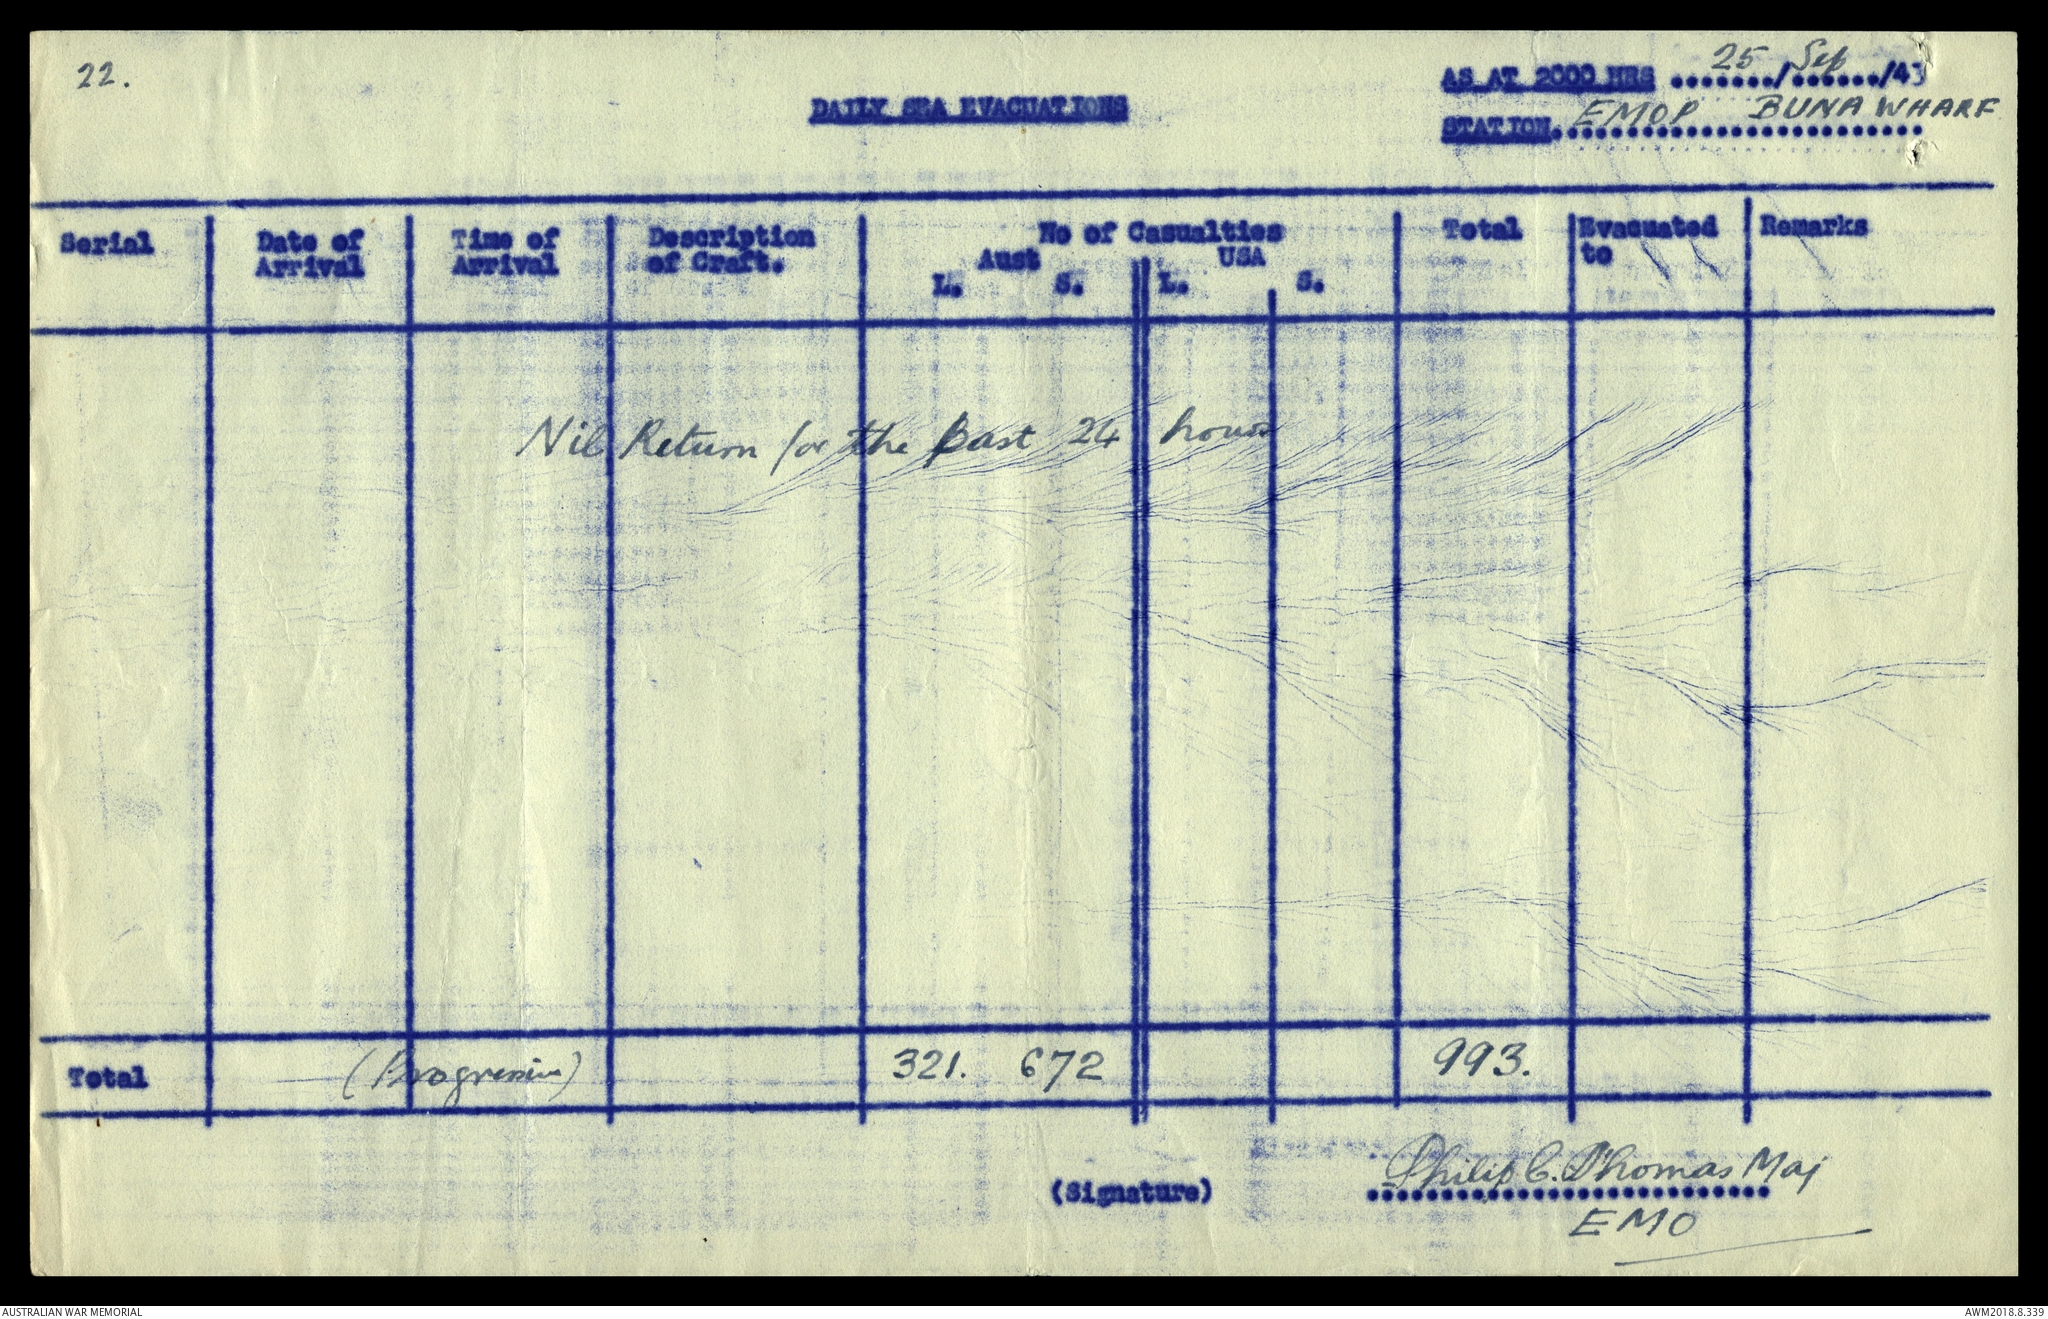 22.
AS AT 2000 HRS 25/Sep/43
DAILY SEA EVACUATIONS
STATION. EMOP BUNA WHARF
Serial
Date of
Arrival
Time of
Arrival
Description
of Craft.
No of Casualties
Aust
USA
L. S. L. S.
Total
Evacuated
to
Remarks
Nil Return for the past 24 hours
Total (Progressive) 321. 672 993.
(Signature) Philip C. Thomas Maj
EMO
AUSTRALIAN WAR MEMORIAL
AWM2018.8.339